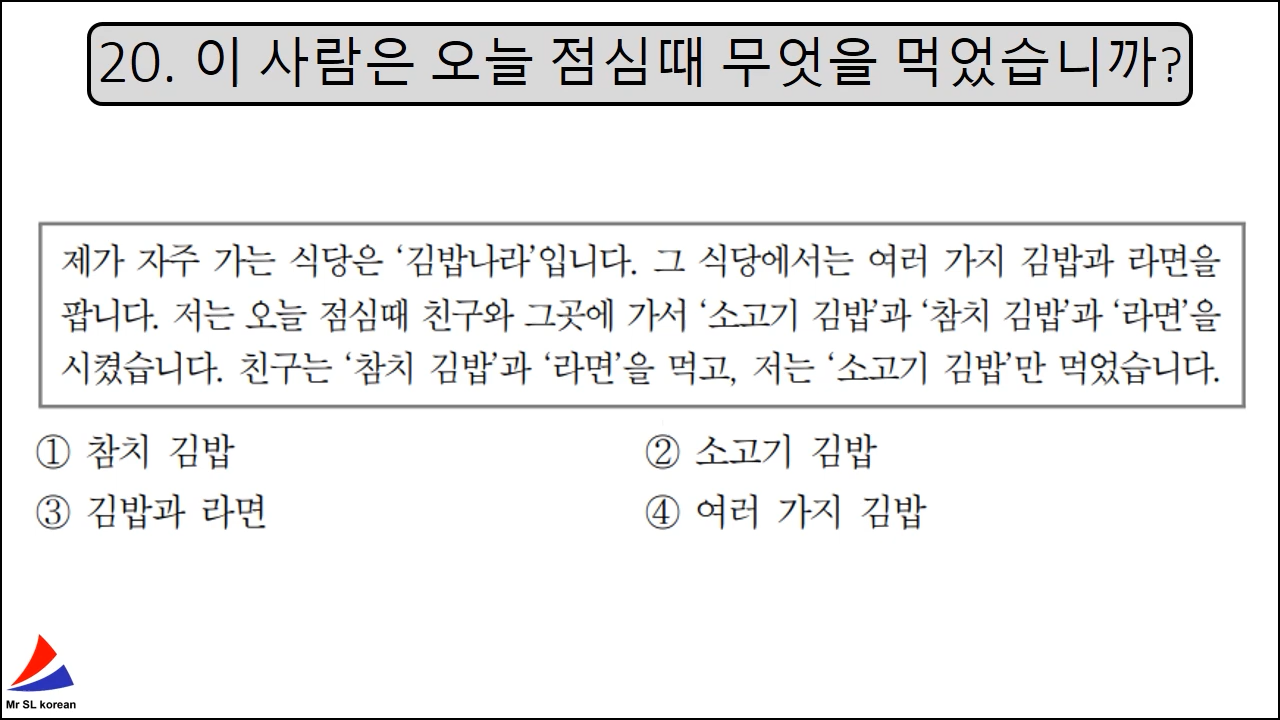 20. 이 사람은 오늘 점심때 무엇을 먹었습니까?
제가 자주 가는 식당은 ‘김밥나라’입니다. 그 식당에서는 여러 가지 김밥과 라면을
팝니다. 저는 오늘 점심때 친구와 그곳에 가서 ‘소고기 김밥’과 ‘참치 김밥’과 ‘라면’을
시켰습니다. 친구는 ‘참치 김밥’과 ‘라면’을 먹고, 저는 ‘소고기 김밥’만 먹었습니다.
① 참치 김밥
② 소고기 김밥
③ 김밥과 라면
④ 여러 가지 김밥
Mr SL korean